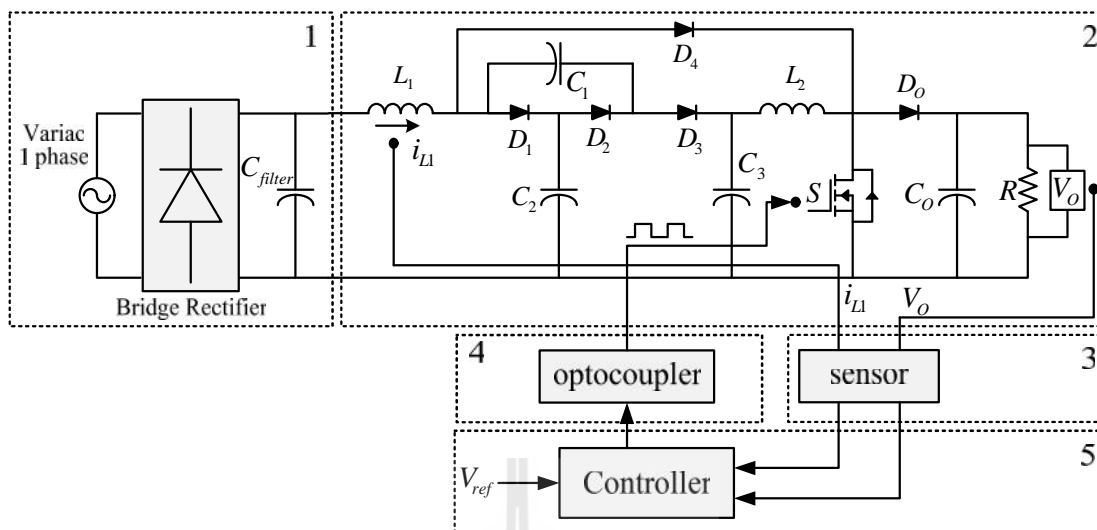 1
2
Variac
1 phase
Bridge Rectifier
C_filter
L_1
i_L1
D_4
C_1
D_1
D_2
D_3
L_2
D_O
C_2
C_3
S
C_O
R
V_O
i_L1
V_O
4
optocoupler
sensor
3
5
V_ref
Controller